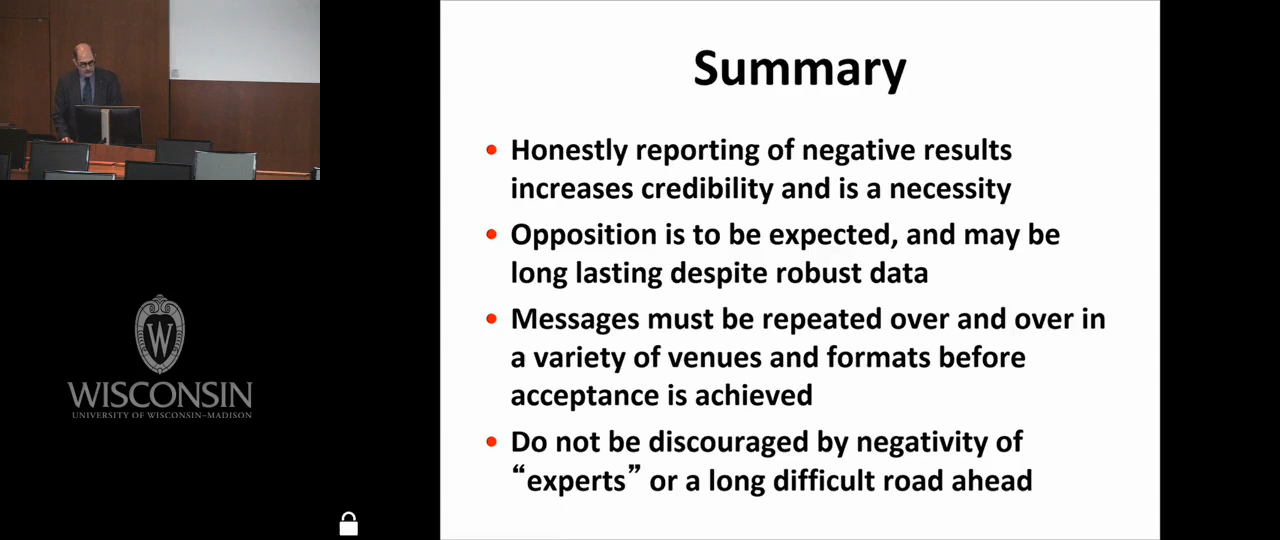 Summary
• Honestly reporting of negative results
increases credibility and is a necessity
• Opposition is to be expected, and may be
long lasting despite robust data
• Messages must be repeated over and over in
a variety of venues and formats before
acceptance is achieved
• Do not be discouraged by negativity of
“experts” or a long difficult road ahead
W
WISCONSIN
UNIVERSITY OF WISCONSIN–MADISON